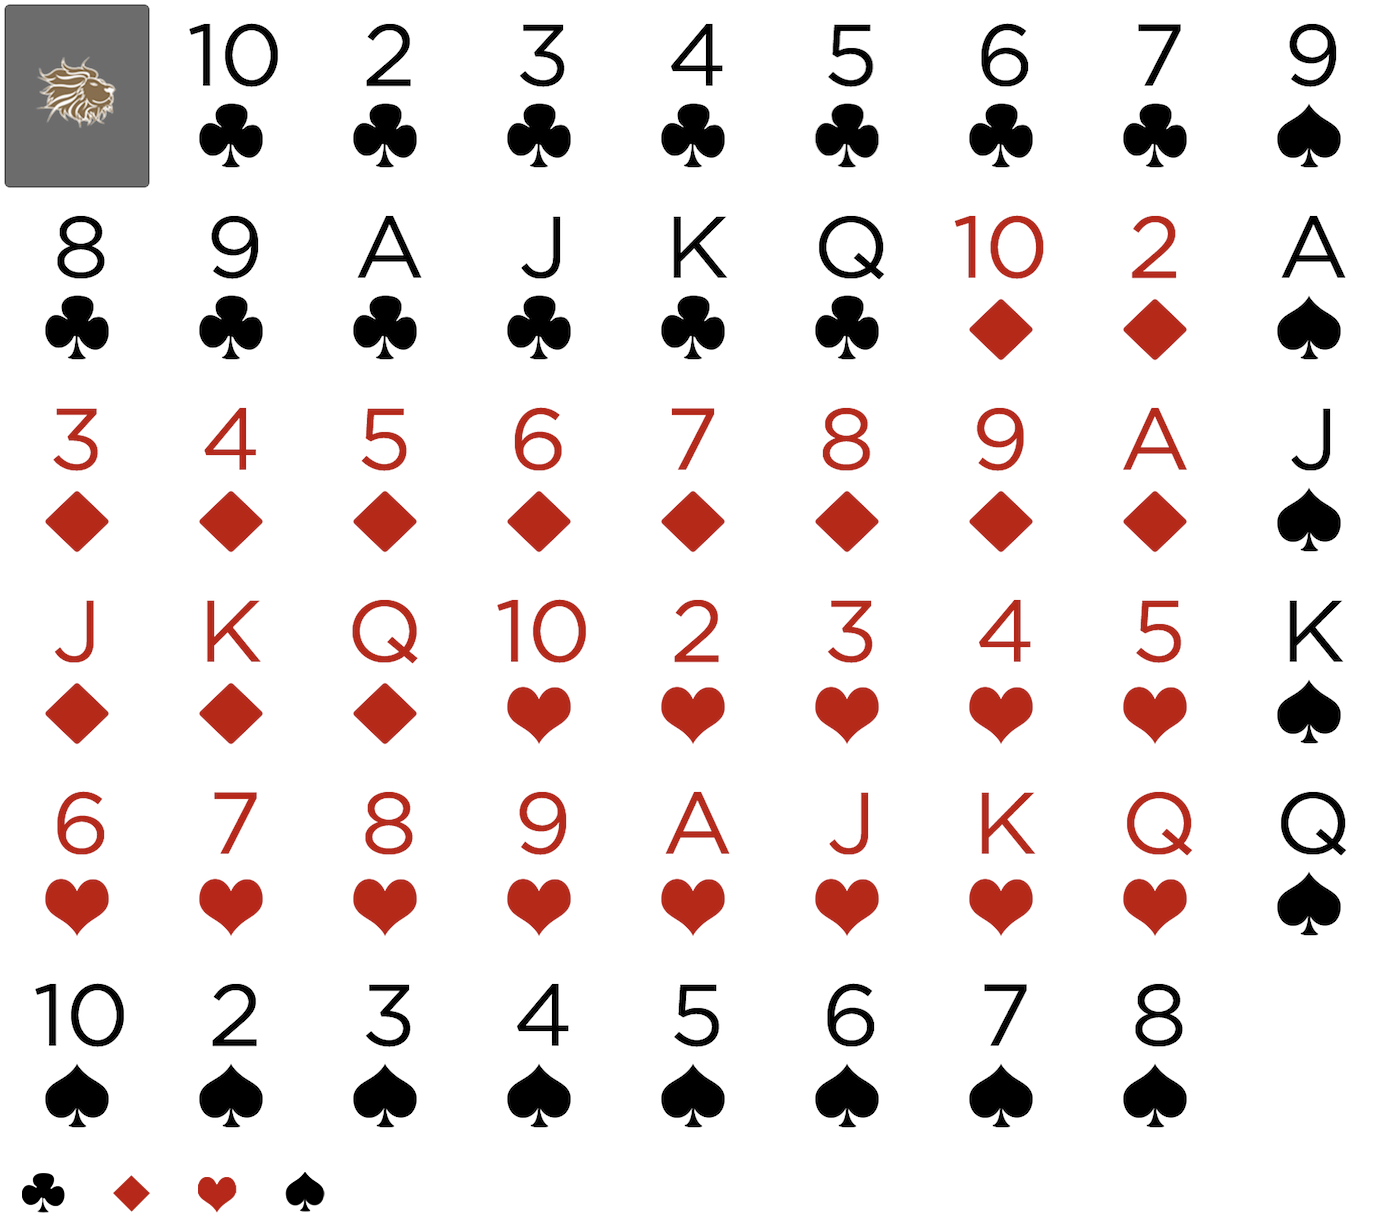 10 2 3 4 5 6 7 9
♣ ♣ ♣ ♣ ♣ ♣ ♣ ♠
8 9 A J K Q 10 2 A
♣ ♣ ♣ ♣ ♣ ♣ ♦ ♦ ♠
3 4 5 6 7 8 9 A J
♦ ♦ ♦ ♦ ♦ ♦ ♦ ♦ ♠
J K Q 10 2 3 4 5 K
♦ ♦ ♦ ♥ ♥ ♥ ♥ ♥ ♠
6 7 8 9 A J K Q Q
♥ ♥ ♥ ♥ ♥ ♥ ♥ ♥ ♠
10 2 3 4 5 6 7 8
♠ ♠ ♠ ♠ ♠ ♠ ♠ ♠
♣ ♦ ♥ ♠